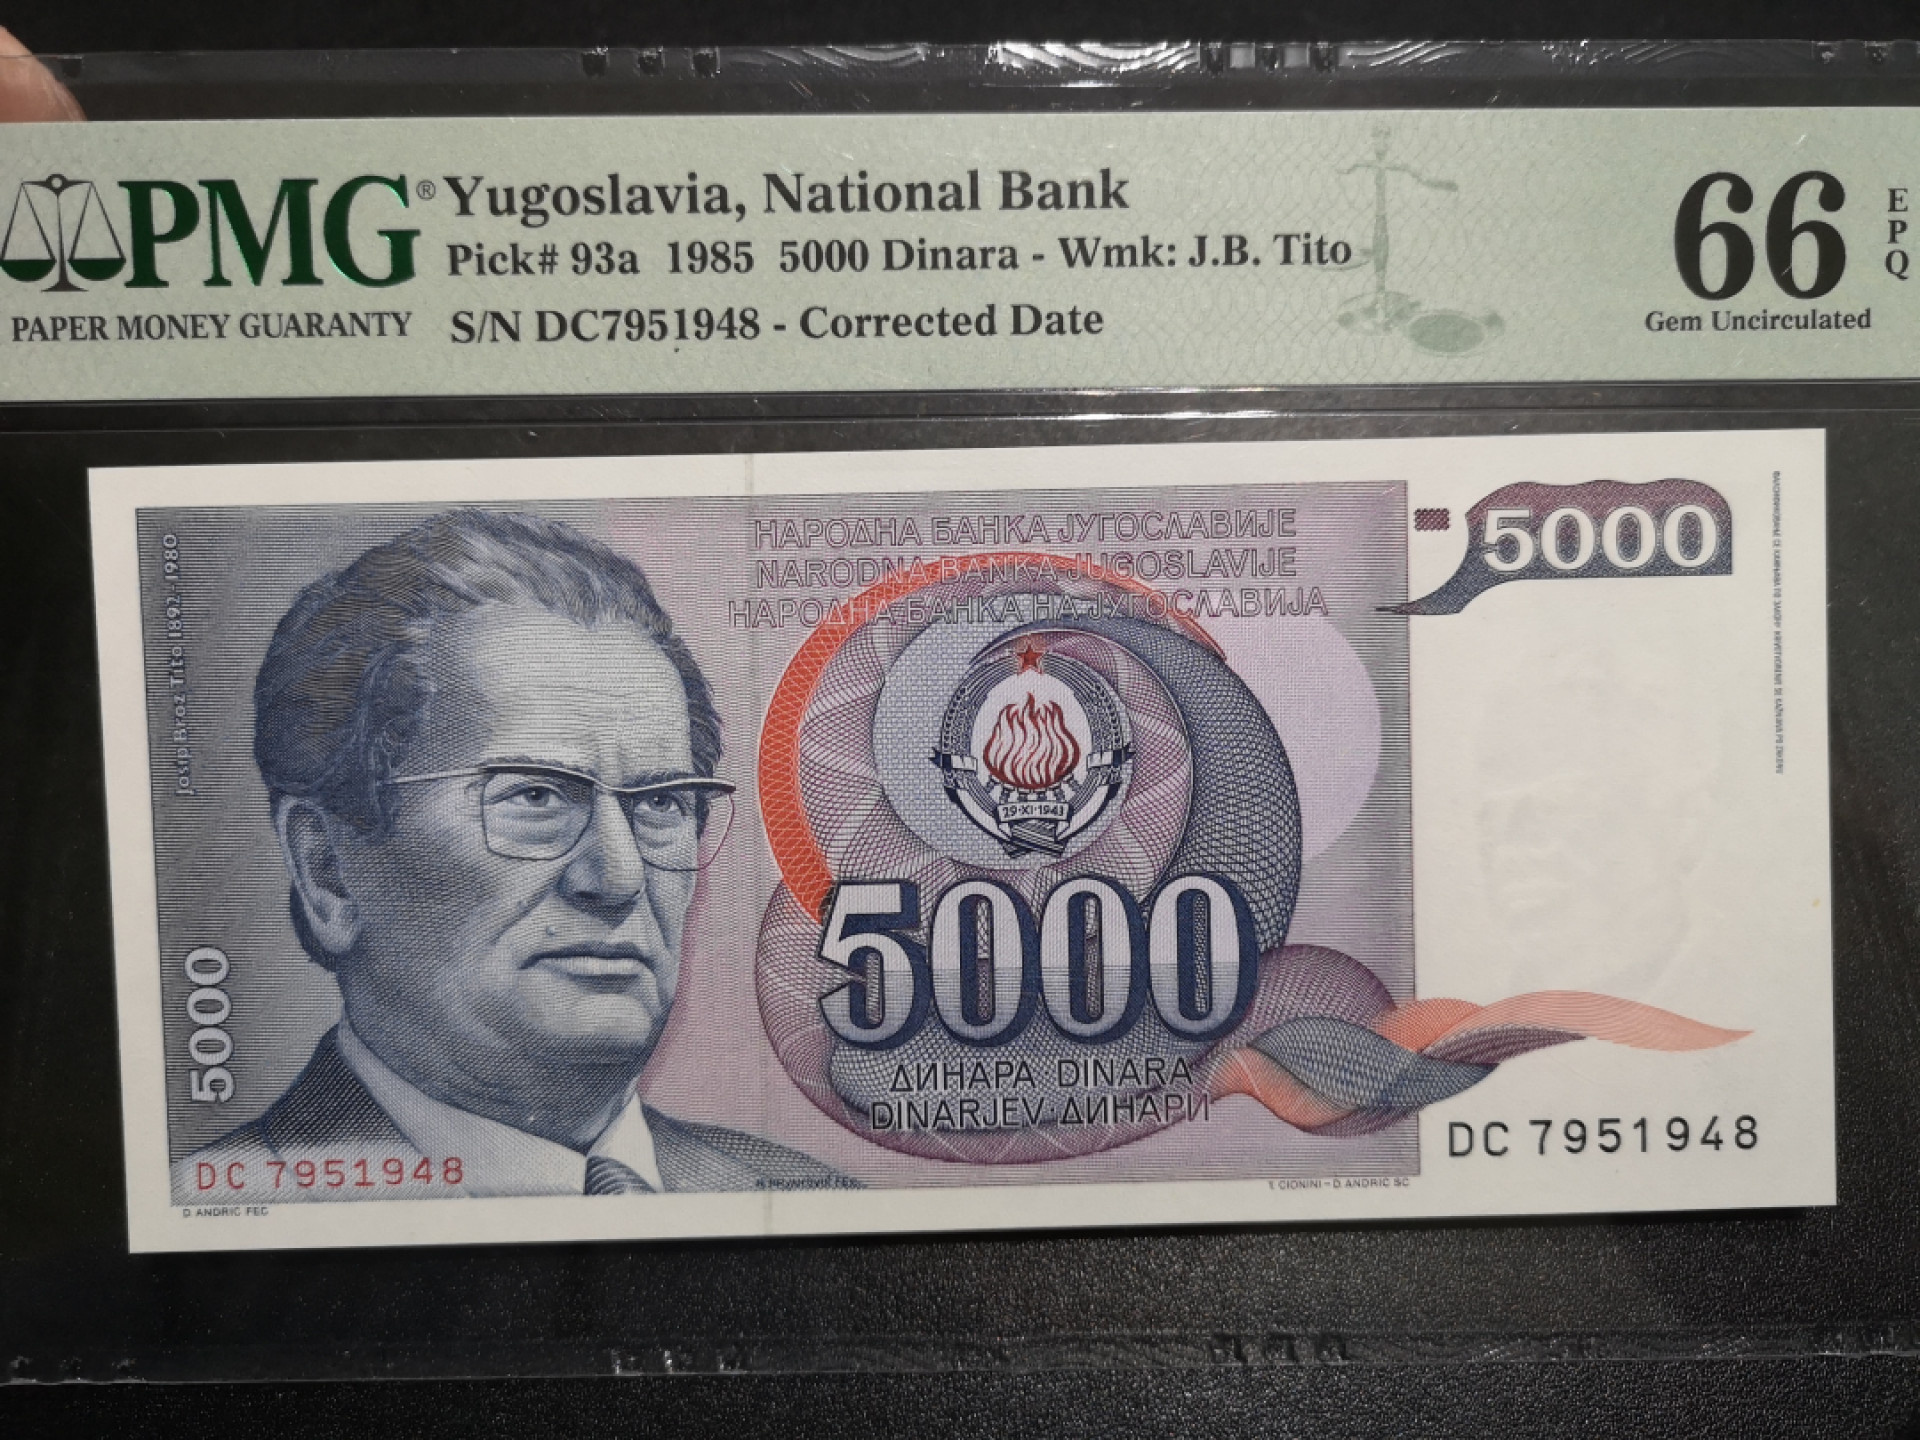 PMG®
PAPER MONEY GUARANTY
Yugoslavia, National Bank
Pick# 93a 1985 5000 Dinara - Wmk: J.B. Tito
S/N DC7951948 - Corrected Date
66
EPQ
Gem Uncirculated
НАРОДНА БАНКА ЈУГОСЛАВИЈЕ
NARODNA BANKA JUGOSLAVIJE
НАРОДНА БАНКА НА ЈУГОСЛАВИЈА
5000
Josip Broz Tito 1892-1980
29·XI·1943
5000
5000
ДИНАРА DINARA
DINARJEV·ДИНАРИ
DC 7951948
DC 7951948
D. ANDRIĆ FEC
T. CIONINI – D. ANDRIĆ SC